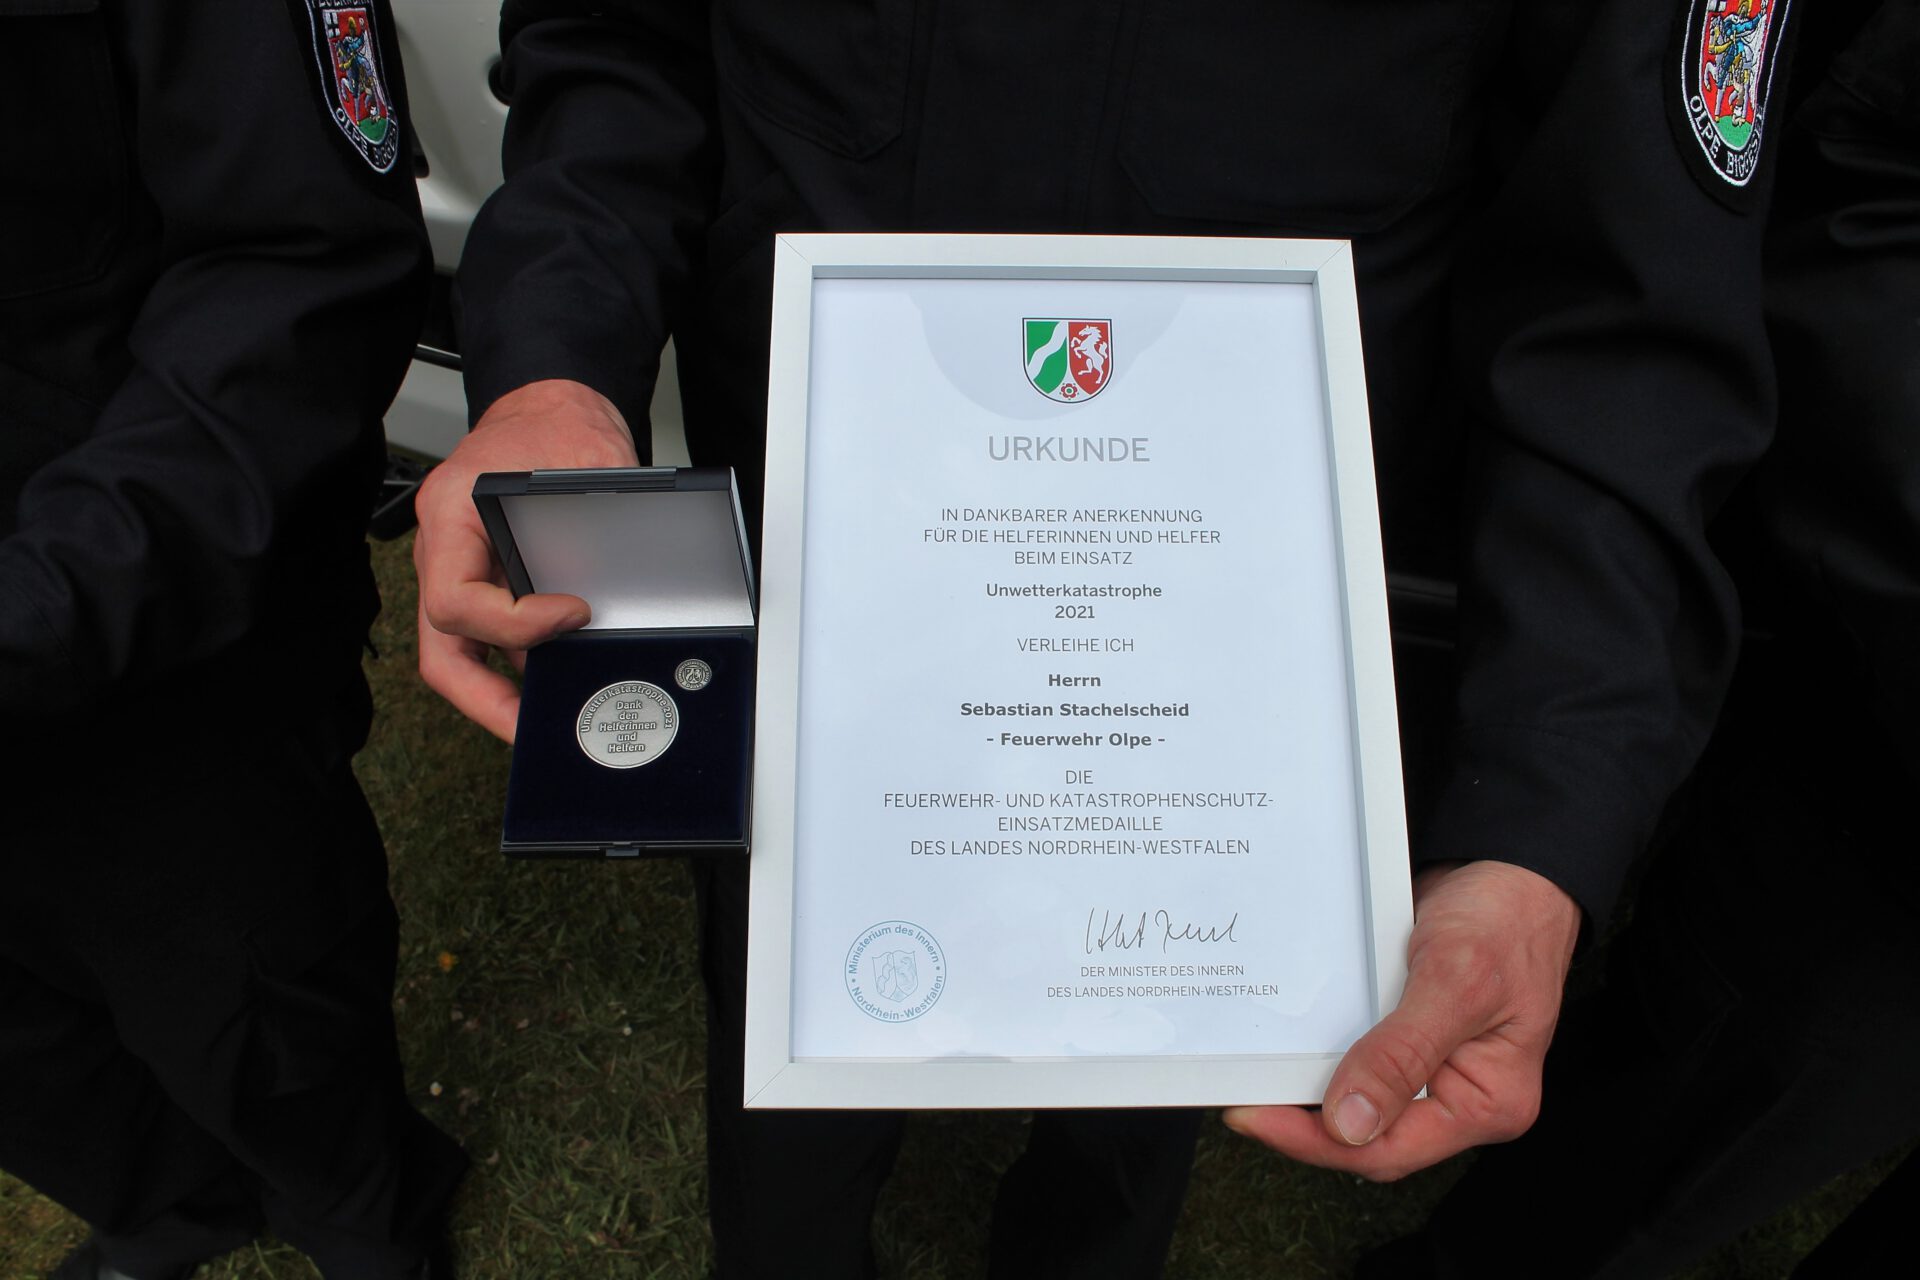 OLPE BIGGESEE
OLPE
URKUNDE
IN DANKBARER ANERKENNUNG
FÜR DIE HELFERINNEN UND HELFER
BEIM EINSATZ
Unwetterkatastrophe
2021
VERLEIHE ICH
Herrn
Sebastian Stachelscheid
- Feuerwehr Olpe -
DIE
FEUERWEHR- UND KATASTROPHENSCHUTZ-
EINSATZMEDAILLE
DES LANDES NORDRHEIN-WESTFALEN
Ministerium des Innern
Nordrhein-Westfalen
DER MINISTER DES INNERN
DES LANDES NORDRHEIN-WESTFALEN
Unwetterkatastrophe 2021
Dank
den
Helferinnen
und
Helfern